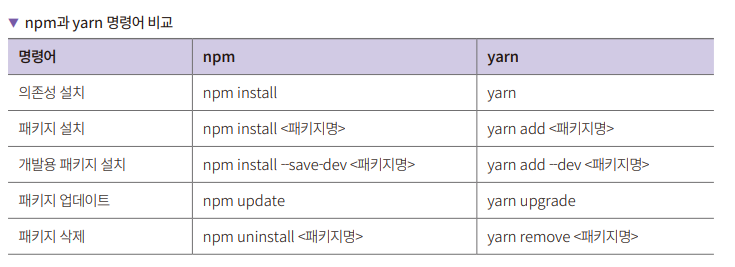 ▼ npm과 yarn 명령어 비교
명령어 npm yarn
의존성 설치 npm install yarn
패키지 설치 npm install <패키지명> yarn add <패키지명>
개발용 패키지 설치 npm install --save-dev <패키지명> yarn add --dev <패키지명>
패키지 업데이트 npm update yarn upgrade
패키지 삭제 npm uninstall <패키지명> yarn remove <패키지명>